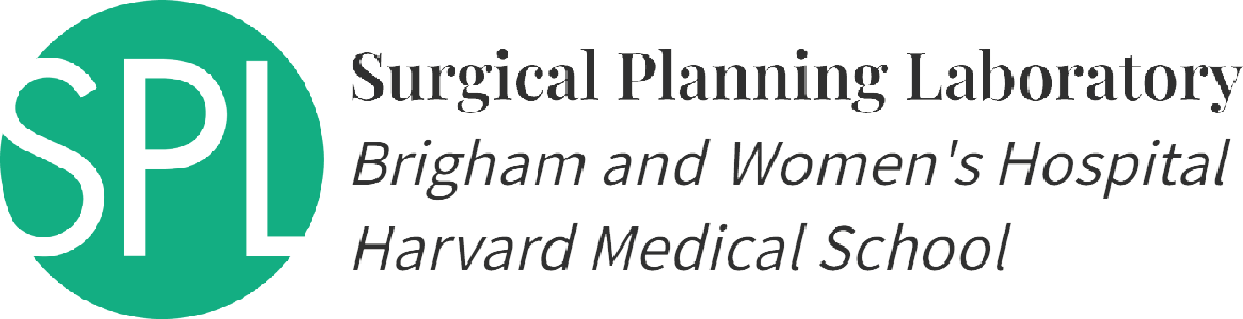 SPL
Surgical Planning Laboratory
Brigham and Women's Hospital
Harvard Medical School